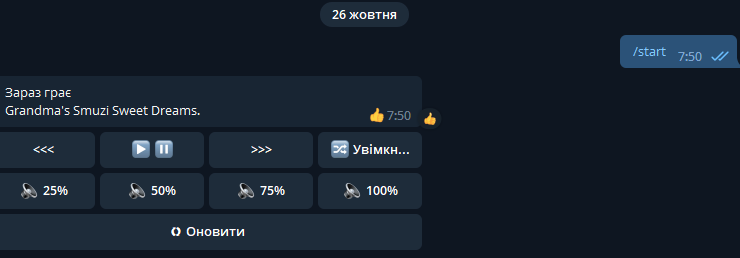 26 жовтня
/start 7:50
Зараз грає
Grandma's Smuzi Sweet Dreams.
7:50
<<<
>>>
Увімкн...
25%
50%
75%
100%
Оновити